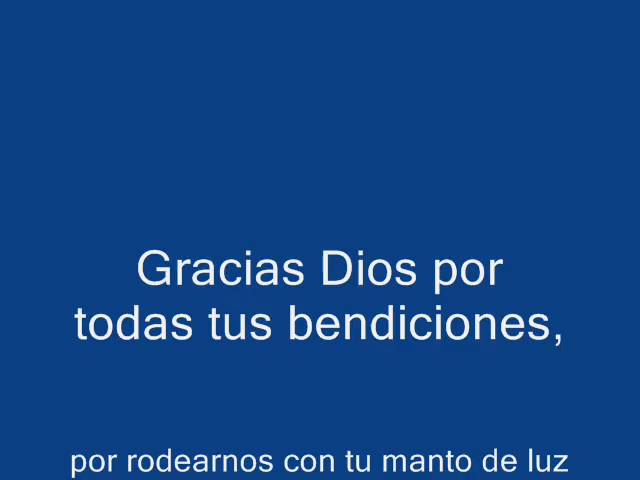 Gracias Dios por
todas tus bendiciones,
por rodearnos con tu manto de luz